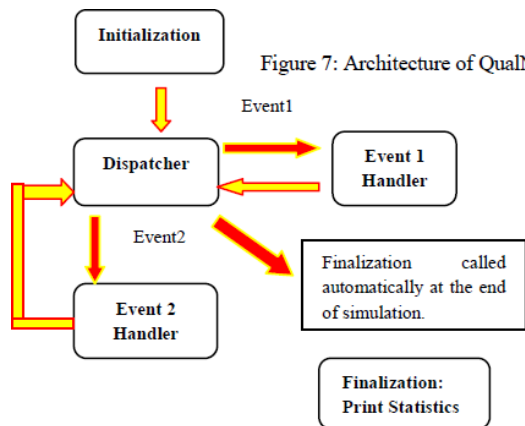 Initialization
Figure 7: Architecture of Qual
Event1
Dispatcher
Event 1
Handler
Event2
Finalization called
automatically at the end
of simulation.
Event 2
Handler
Finalization:
Print Statistics